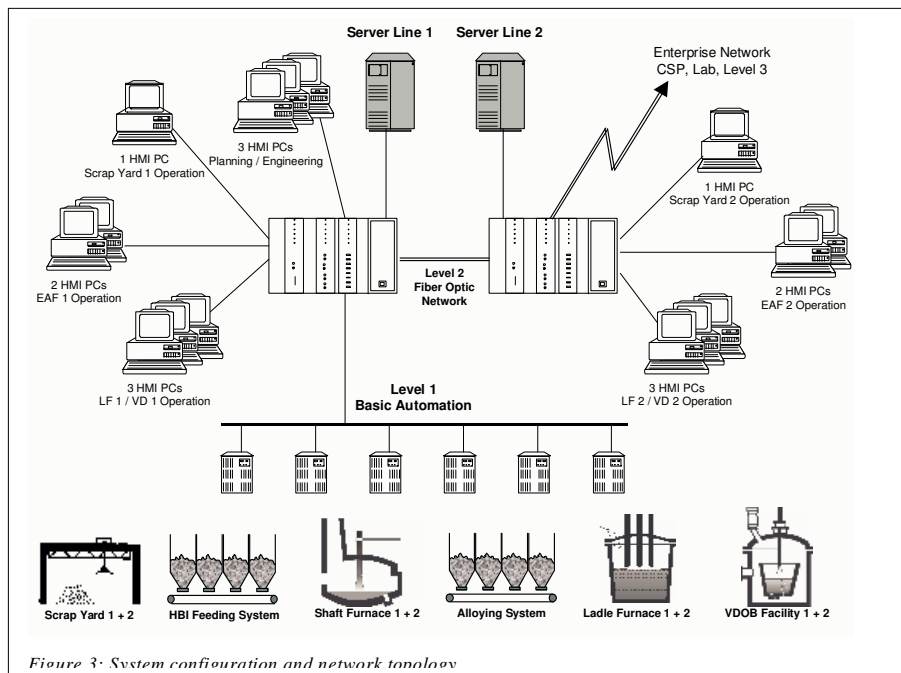 Server Line 1
Server Line 2
Enterprise Network
CSP, Lab, Level 3
1 HMI PC
Scrap Yard 1 Operation
3 HMI PCs
Planning / Engineering
1 HMI PC
Scrap Yard 2 Operation
2 HMI PCs
EAF 1 Operation
Level 2
Fiber Optic
Network
2 HMI PCs
EAF 2 Operation
3 HMI PCs
LF 1 / VD 1 Operation
Level 1
Basic Automation
3 HMI PCs
LF 2 / VD 2 Operation
Scrap Yard 1 + 2
HBI Feeding System
Shaft Furnace 1 + 2
Alloying System
Ladle Furnace 1 + 2
VDOB Facility 1 + 2
Figure 3: System configuration and network topology